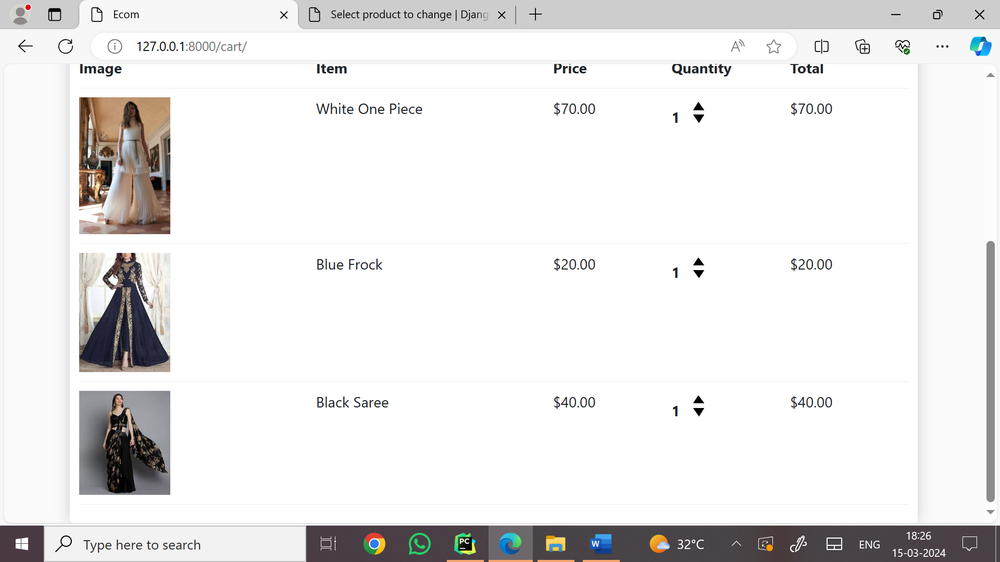 Ecom
Select product to change | Djang
127.0.0.1:8000/cart/
Image Item Price Quantity Total
White One Piece $70.00 1 $70.00
Blue Frock $20.00 1 $20.00
Black Saree $40.00 1 $40.00
Type here to search
PC
W
32°C
ENG
18:26
15-03-2024